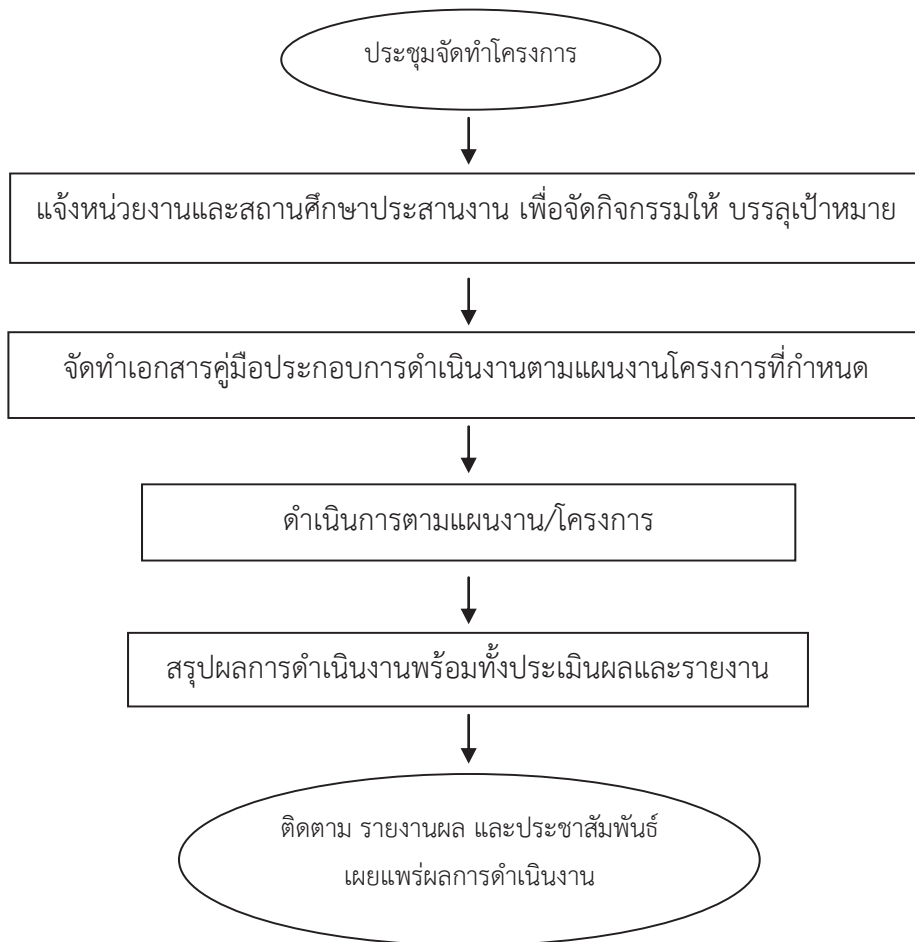 ประชุมจัดทำโครงการ
แจ้งหน่วยงานและสถานศึกษาประสานงาน เพื่อจัดกิจกรรมให้ บรรลุเป้าหมาย
จัดทำเอกสารคู่มือประกอบการดำเนินงานตามแผนงานโครงการที่กำหนด
ดำเนินการตามแผนงาน/โครงการ
สรุปผลการดำเนินงานพร้อมทั้งประเมินผลและรายงาน
ติดตาม รายงานผล และประชาสัมพันธ์
เผยแพร่ผลการดำเนินงาน